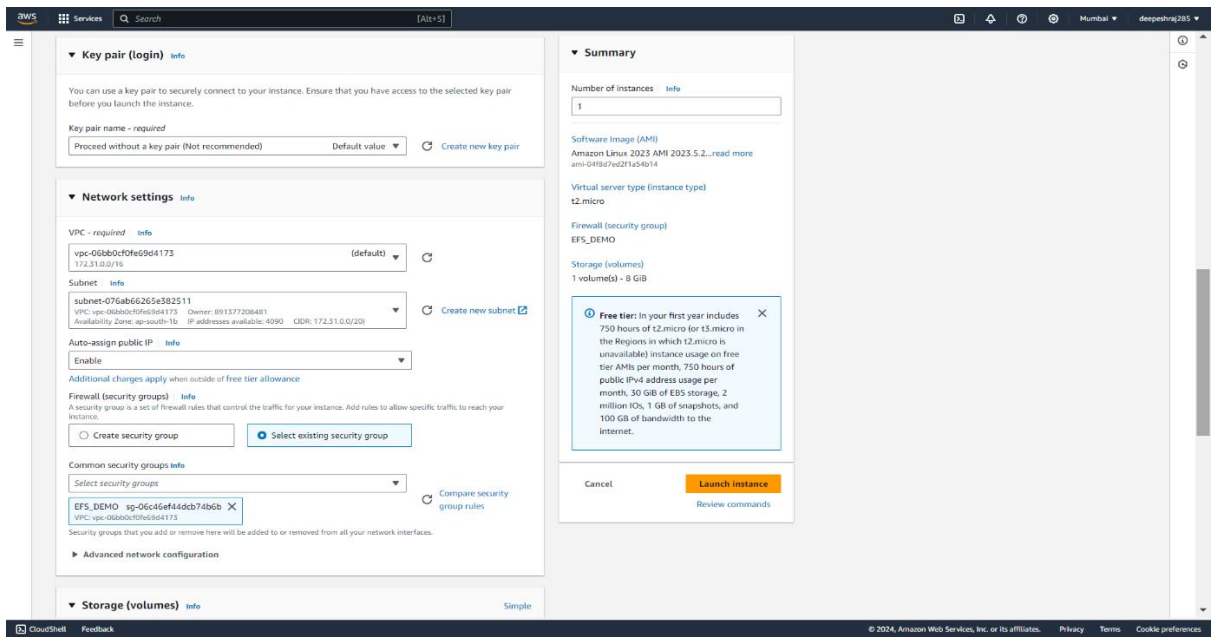 aws
Services
Search
[Alt+S]
Mumbai
deepeshraj285
Key pair (login) Info
You can use a key pair to securely connect to your instance. Ensure that you have access to the selected key pair
before you launch the instance.
Key pair name - required
Proceed without a key pair (Not recommended) Default value
Create new key pair
Network settings Info
VPC - required Info
vpc-06bb0cf0fe69d4173 (default)
172.31.0.0/16
Subnet Info
subnet-076ab66265e382511
VPC: vpc-06bb0cf0fe69d4173 Owner: 891377208481
Availability Zone: ap-south-1b IP addresses available: 4090 CIDR: 172.31.0.0/20)
Create new subnet
Auto-assign public IP Info
Enable
Additional charges apply when outside of free tier allowance
Firewall (security groups) Info
A security group is a set of firewall rules that control the traffic for your instance. Add rules to allow specific traffic to reach your
instance.
Create security group
Select existing security group
Common security groups Info
Select security groups
EFS_DEMO sg-06c46ef44dcb74b6b
VPC: vpc-06bb0cf0fe69d4173
Compare security
group rules
Security groups that you add or remove here will be added to or removed from all your network interfaces.
Advanced network configuration
Storage (volumes) Info
Simple
Summary
Number of instances Info
1
Software Image (AMI)
Amazon Linux 2023 AMI 2023.5.2...read more
ami-04f8d7ed2f1a54b14
Virtual server type (instance type)
t2.micro
Firewall (security group)
EFS_DEMO
Storage (volumes)
1 volume(s) - 8 GiB
Free tier: In your first year includes
750 hours of t2.micro (or t3.micro in
the Regions in which t2.micro is
unavailable) instance usage on free
tier AMIs per month, 750 hours of
public IPv4 address usage per
month, 30 GiB of EBS storage, 2
million IOs, 1 GB of snapshots, and
100 GB of bandwidth to the
internet.
Cancel
Launch instance
Review commands
CloudShell
Feedback
© 2024, Amazon Web Services, Inc. or its affiliates.
Privacy
Terms
Cookie preferences